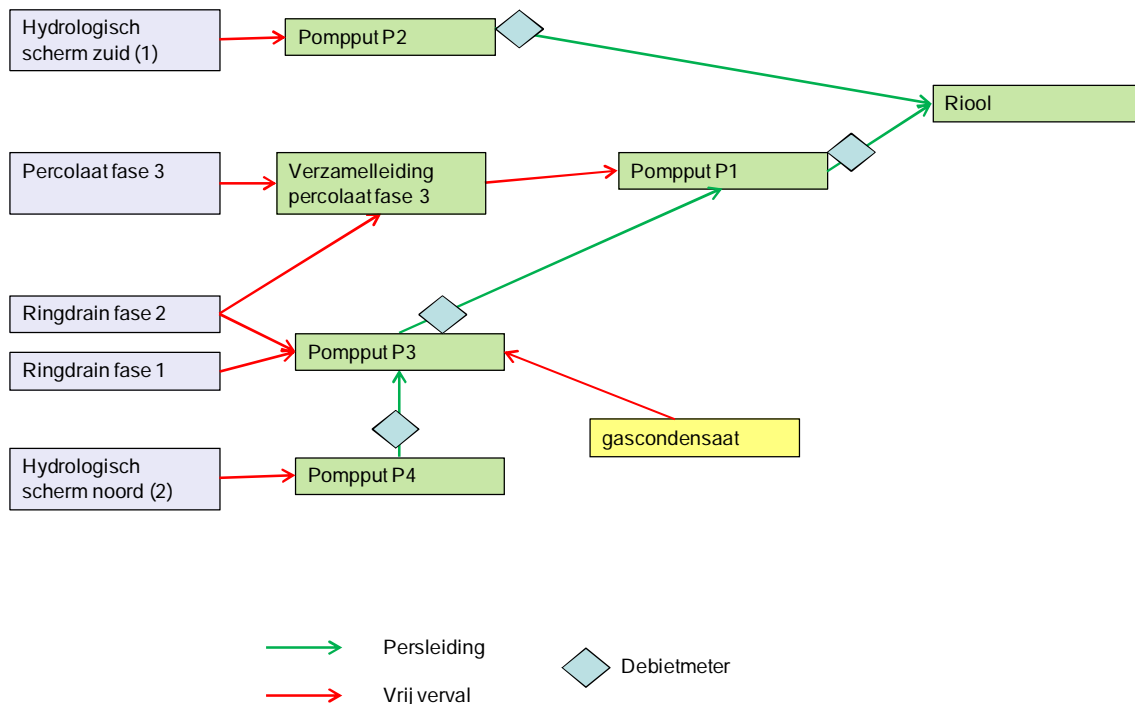 Hydrologisch
scherm zuid (1)
Pompput P2
Riool
Percolaat fase 3
Verzamelleiding
percolaat fase 3
Pompput P1
Ringdrain fase 2
Pompput P3
Ringdrain fase 1
gascondensaat
Hydrologisch
scherm noord (2)
Pompput P4
Persleiding
Debietmeter
Vrij verval